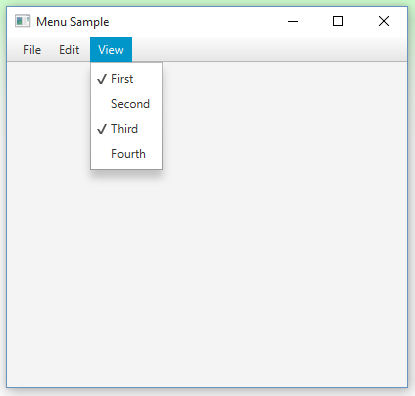 Menu Sample
File Edit View
✓ First
Second
✓ Third
Fourth